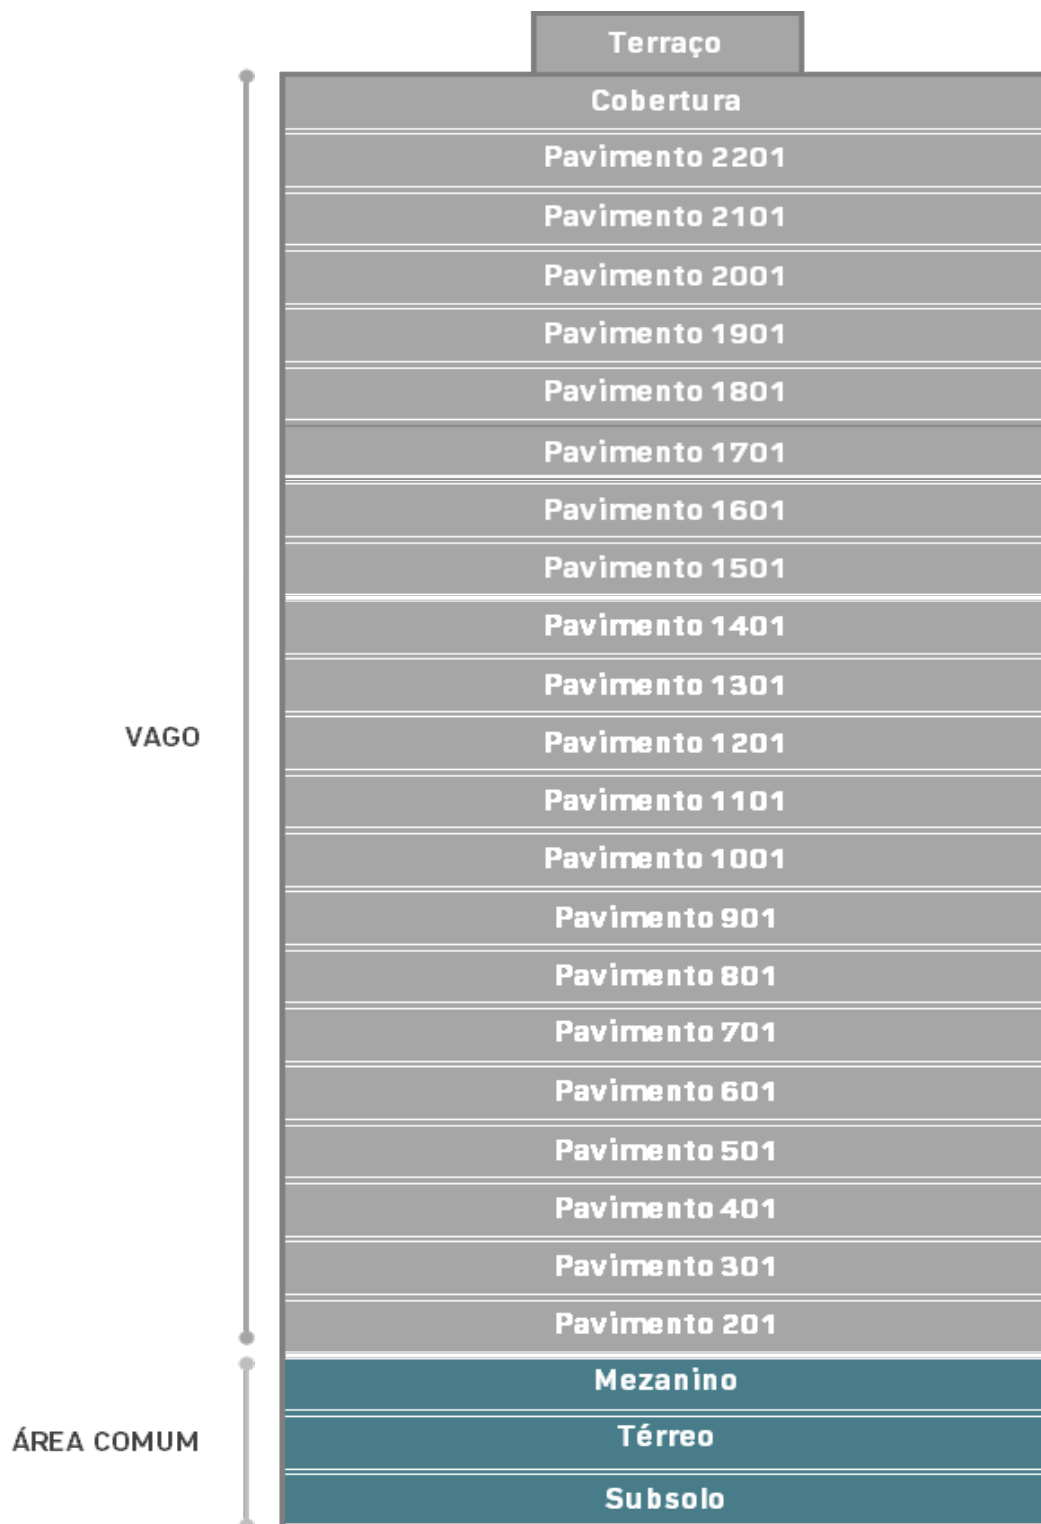 Terraço
Cobertura
Pavimento 2201
Pavimento 2101
Pavimento 2001
Pavimento 1901
Pavimento 1801
Pavimento 1701
Pavimento 1601
Pavimento 1501
Pavimento 1401
Pavimento 1301
VAGO
Pavimento 1201
Pavimento 1101
Pavimento 1001
Pavimento 901
Pavimento 801
Pavimento 701
Pavimento 601
Pavimento 501
Pavimento 401
Pavimento 301
Pavimento 201
Mezanino
ÁREA COMUM
Térreo
Subsolo